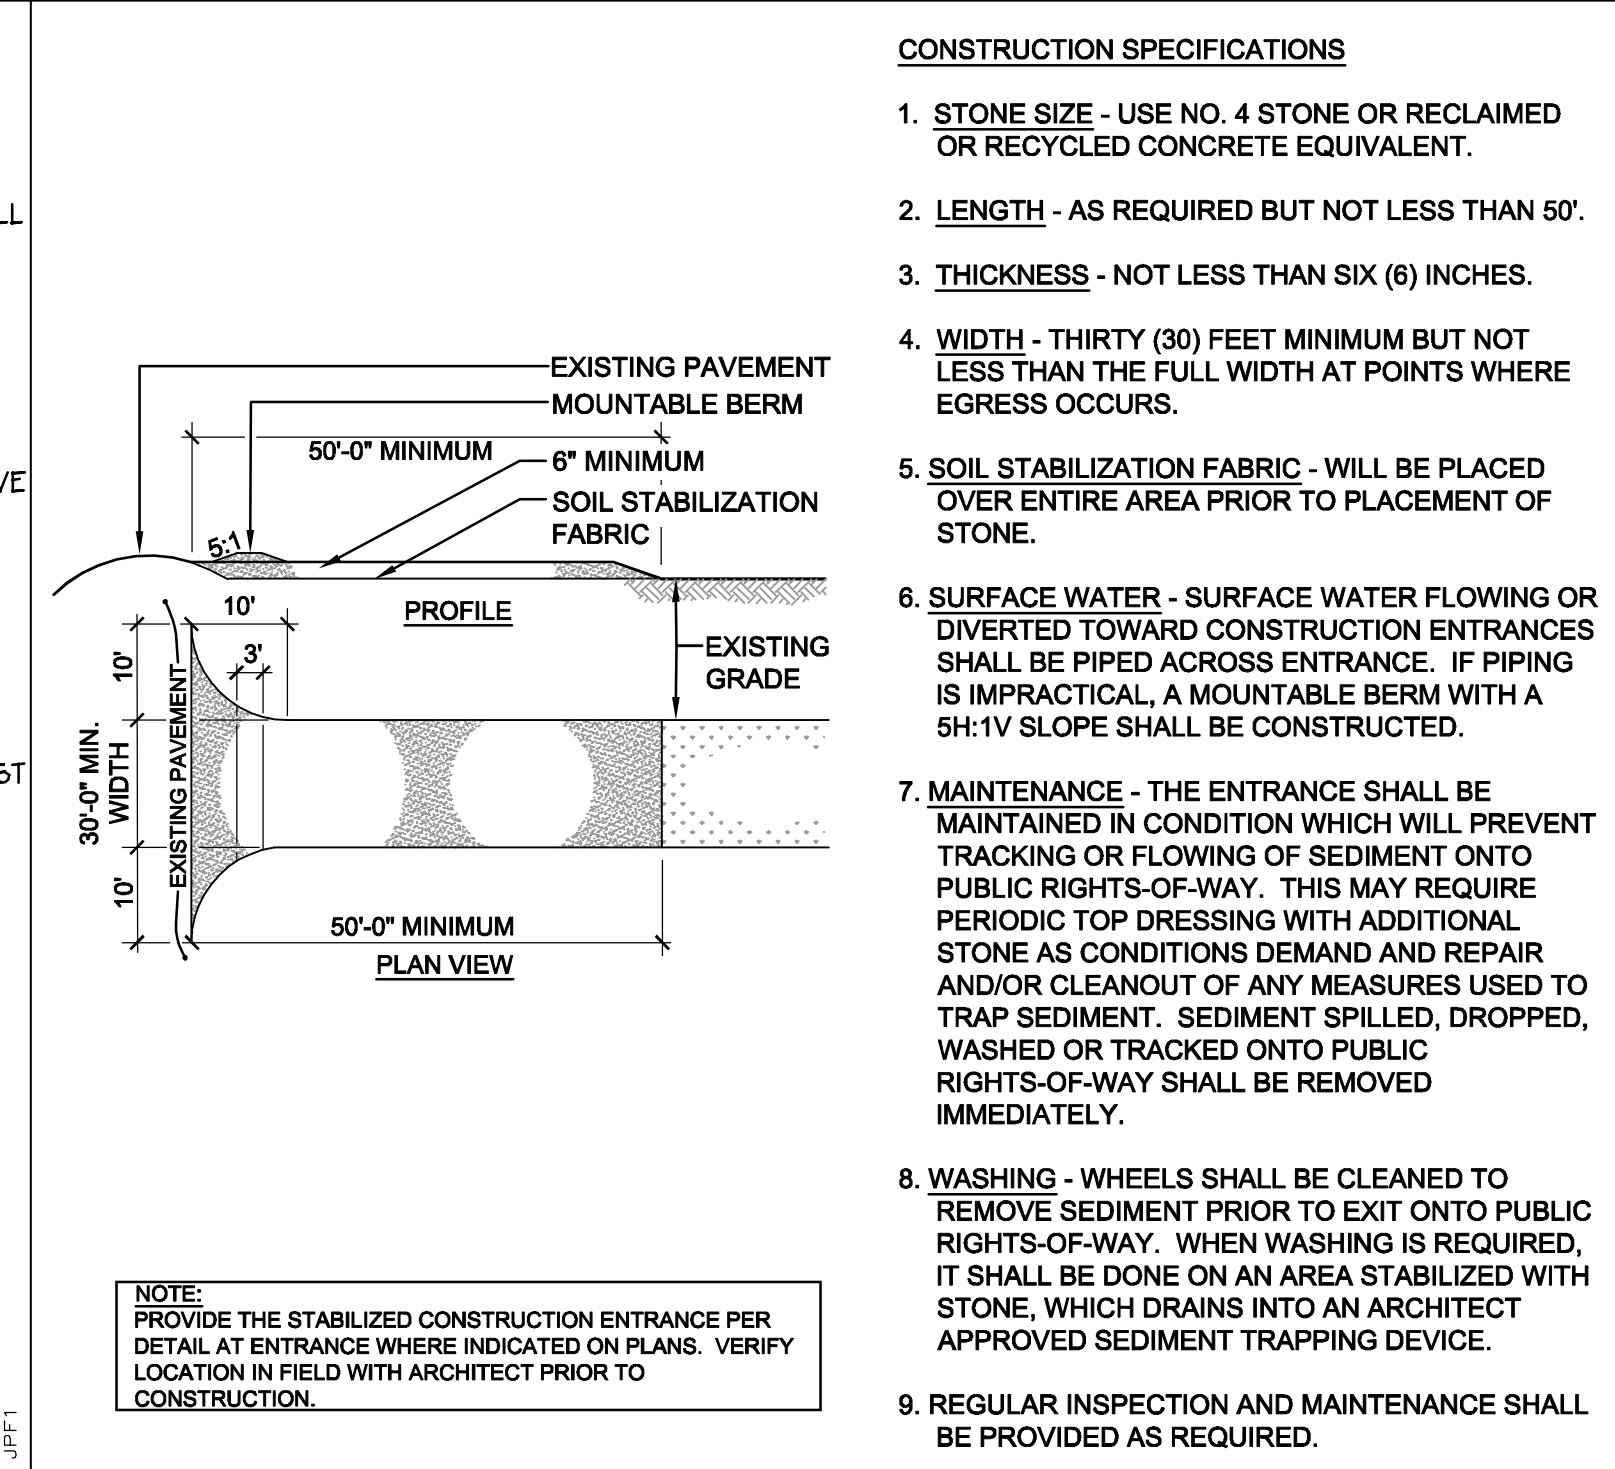 LL
VE
ST
JPF1
EXISTING PAVEMENT
MOUNTABLE BERM
50'-0" MINIMUM
6" MINIMUM
SOIL STABILIZATION
FABRIC
5:1
10'
PROFILE
3'
EXISTING
GRADE
10'
EXISTING PAVEMENT
30'-0" MIN.
WIDTH
10'
50'-0" MINIMUM
PLAN VIEW
NOTE:
PROVIDE THE STABILIZED CONSTRUCTION ENTRANCE PER
DETAIL AT ENTRANCE WHERE INDICATED ON PLANS. VERIFY
LOCATION IN FIELD WITH ARCHITECT PRIOR TO
CONSTRUCTION.
CONSTRUCTION SPECIFICATIONS
1. STONE SIZE - USE NO. 4 STONE OR RECLAIMED
OR RECYCLED CONCRETE EQUIVALENT.
2. LENGTH - AS REQUIRED BUT NOT LESS THAN 50'.
3. THICKNESS - NOT LESS THAN SIX (6) INCHES.
4. WIDTH - THIRTY (30) FEET MINIMUM BUT NOT
LESS THAN THE FULL WIDTH AT POINTS WHERE
EGRESS OCCURS.
5. SOIL STABILIZATION FABRIC - WILL BE PLACED
OVER ENTIRE AREA PRIOR TO PLACEMENT OF
STONE.
6. SURFACE WATER - SURFACE WATER FLOWING OR
DIVERTED TOWARD CONSTRUCTION ENTRANCES
SHALL BE PIPED ACROSS ENTRANCE. IF PIPING
IS IMPRACTICAL, A MOUNTABLE BERM WITH A
5H:1V SLOPE SHALL BE CONSTRUCTED.
7. MAINTENANCE - THE ENTRANCE SHALL BE
MAINTAINED IN CONDITION WHICH WILL PREVENT
TRACKING OR FLOWING OF SEDIMENT ONTO
PUBLIC RIGHTS-OF-WAY. THIS MAY REQUIRE
PERIODIC TOP DRESSING WITH ADDITIONAL
STONE AS CONDITIONS DEMAND AND REPAIR
AND/OR CLEANOUT OF ANY MEASURES USED TO
TRAP SEDIMENT. SEDIMENT SPILLED, DROPPED,
WASHED OR TRACKED ONTO PUBLIC
RIGHTS-OF-WAY SHALL BE REMOVED
IMMEDIATELY.
8. WASHING - WHEELS SHALL BE CLEANED TO
REMOVE SEDIMENT PRIOR TO EXIT ONTO PUBLIC
RIGHTS-OF-WAY. WHEN WASHING IS REQUIRED,
IT SHALL BE DONE ON AN AREA STABILIZED WITH
STONE, WHICH DRAINS INTO AN ARCHITECT
APPROVED SEDIMENT TRAPPING DEVICE.
9. REGULAR INSPECTION AND MAINTENANCE SHALL
BE PROVIDED AS REQUIRED.